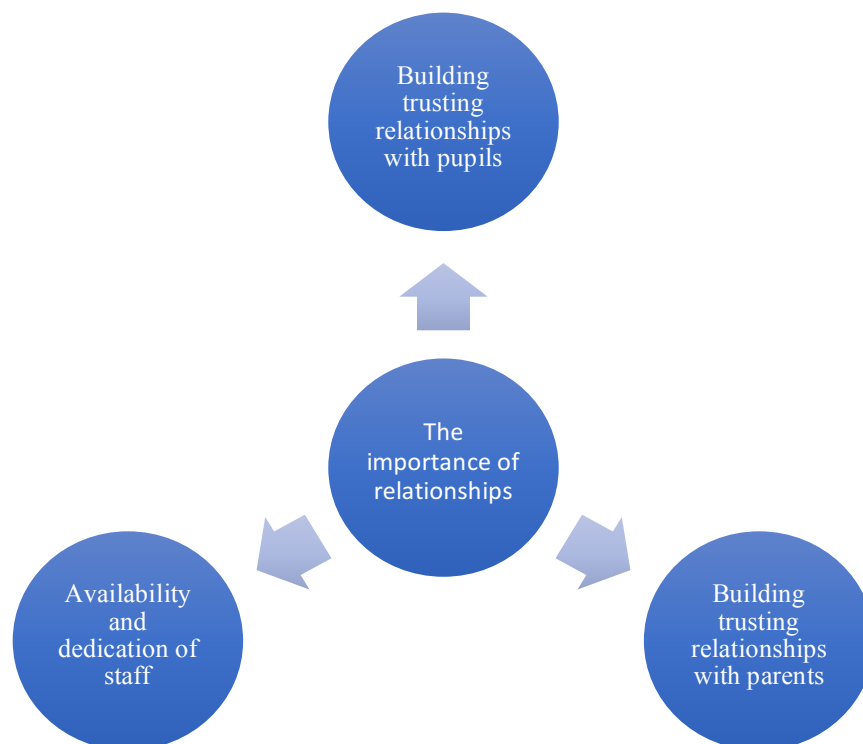 Building
trusting
relationships
with pupils
The
importance of
relationships
Availability
and
dedication of
staff
Building
trusting
relationships
with parents